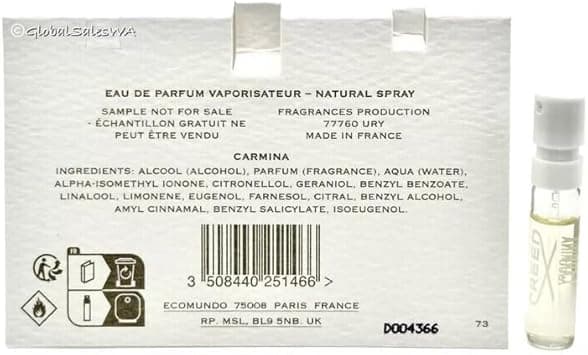 © GlobalSalesWA
EAU DE PARFUM VAPORISATEUR – NATURAL SPRAY
SAMPLE NOT FOR SALE
- ÉCHANTILLON GRATUIT NE
PEUT ÊTRE VENDU
FRAGRANCES PRODUCTION
77760 URY
MADE IN FRANCE
CARMINA
INGREDIENTS: ALCOOL (ALCOHOL), PARFUM (FRAGRANCE), AQUA (WATER),
ALPHA-ISOMETHYL IONONE, CITRONELLOL, GERANIOL, BENZYL BENZOATE,
LINALOOL, LIMONENE, EUGENOL, FARNESOL, CITRAL, BENZYL ALCOHOL,
AMYL CINNAMAL, BENZYL SALICYLATE, ISOEUGENOL.
FR
3 508440 251466 >
ECOMUNDO 75008 PARIS FRANCE
RP. MSL, BL9 5NB. UK
D004366
73
CREED